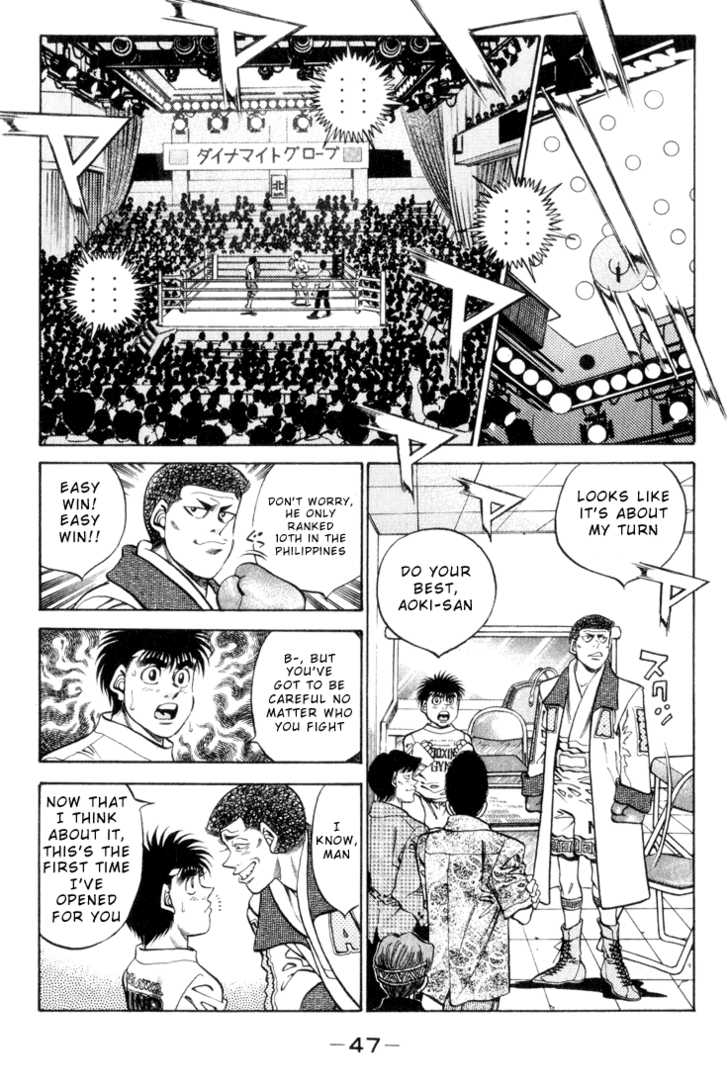 ダイナマイトグローブ
北
LOOKS LIKE
IT'S ABOUT
MY TURN
DO YOUR
BEST,
AOKI-SAN
スクッ
BOXING
GYM
DON'T WORRY,
HE ONLY
RANKED
10TH IN THE
PHILIPPINES
EASY
WIN!
EASY
WIN!!
B-, BUT
YOU'VE
GOT TO BE
CAREFUL NO
MATTER WHO
YOU FIGHT
I
KNOW,
MAN
NOW THAT
I THINK
ABOUT IT,
THIS'S THE
FIRST TIME
I'VE
OPENED
FOR YOU
－47－